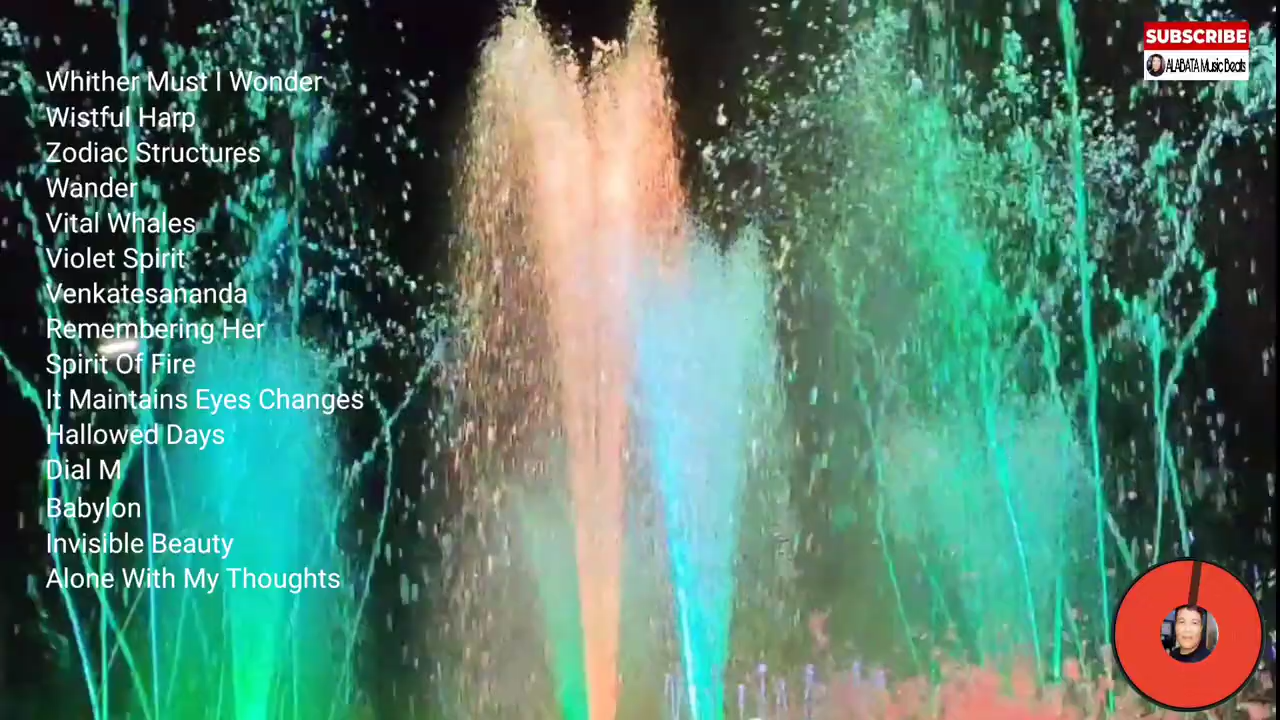 Whither Must I Wonder
Wistful Harp
Zodiac Structures
Wander
Vital Whales
Violet Spirit
Venkatesananda
Remembering Her
Spirit Of Fire
It Maintains Eyes Changes
Hallowed Days
Dial M
Babylon
Invisible Beauty
Alone With My Thoughts
SUBSCRIBE
ALABATA Music Beats